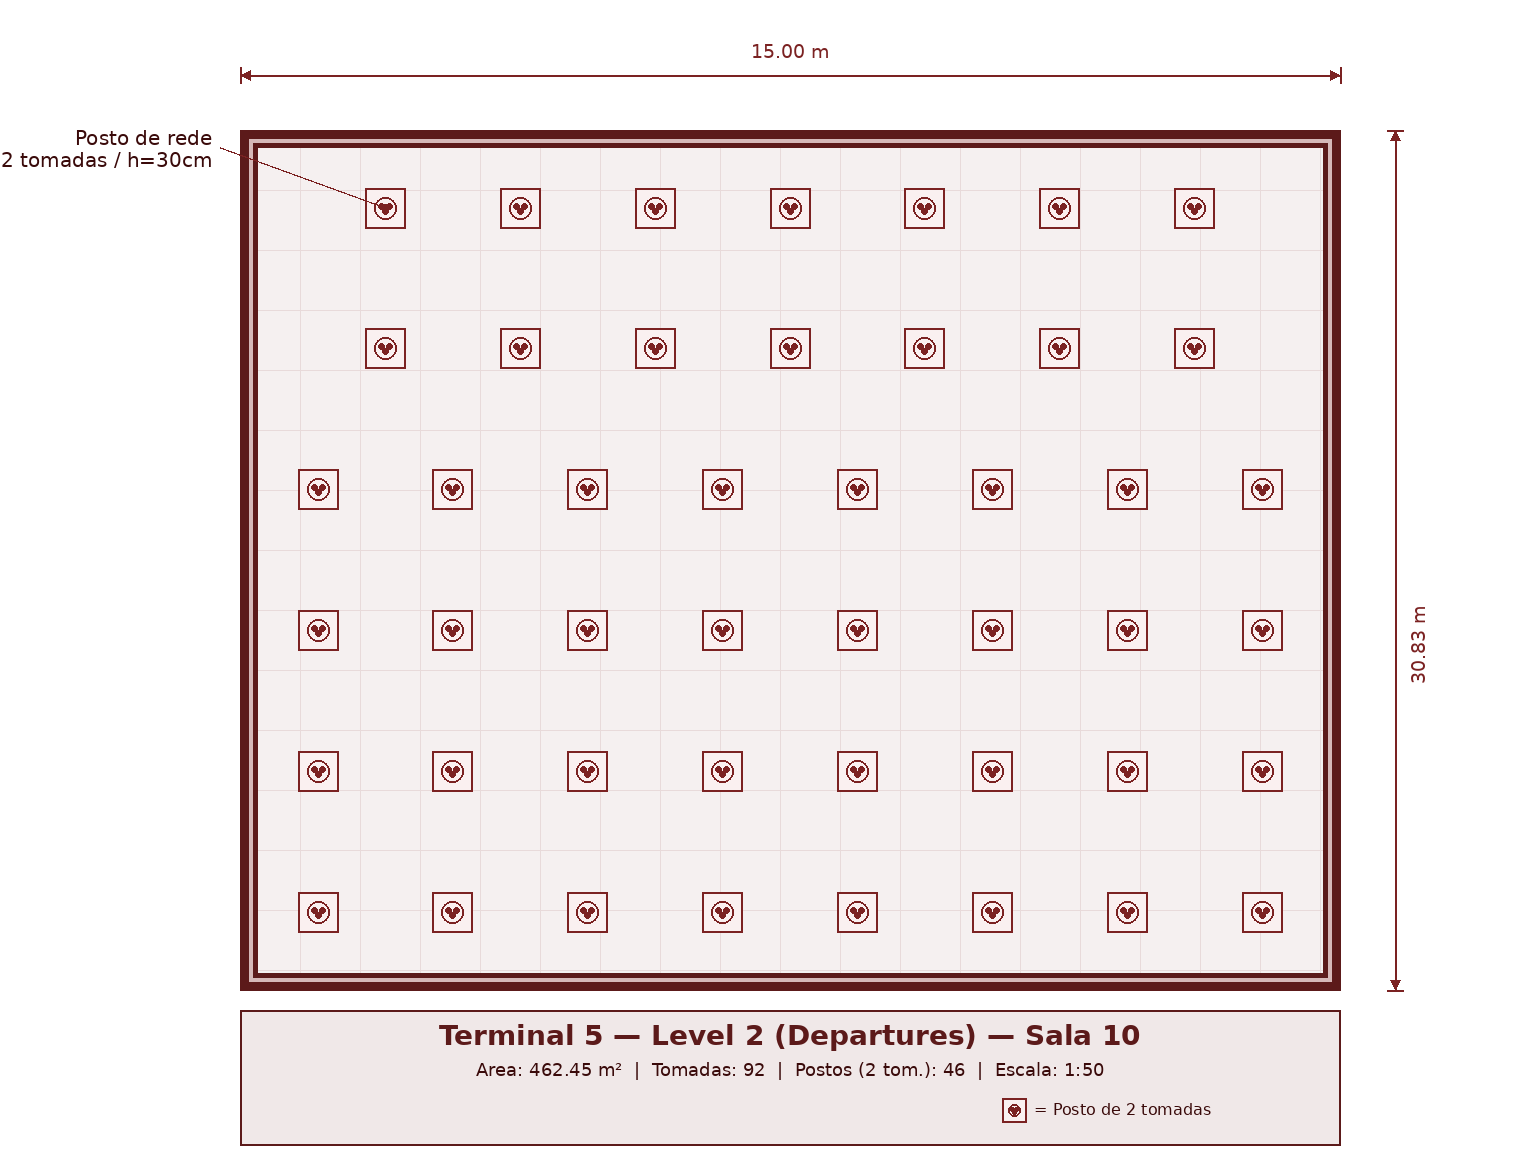 15.00 m
Posto de rede
2 tomadas / h=30cm
30.83 m
Terminal 5 — Level 2 (Departures) — Sala 10
Area: 462.45 m² | Tomadas: 92 | Postos (2 tom.): 46 | Escala: 1:50
= Posto de 2 tomadas